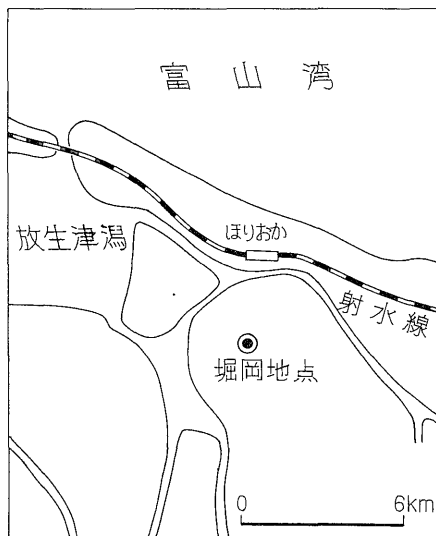 富山湾
ほりおか
放生津潟
射水線
堀岡地点
0 6km